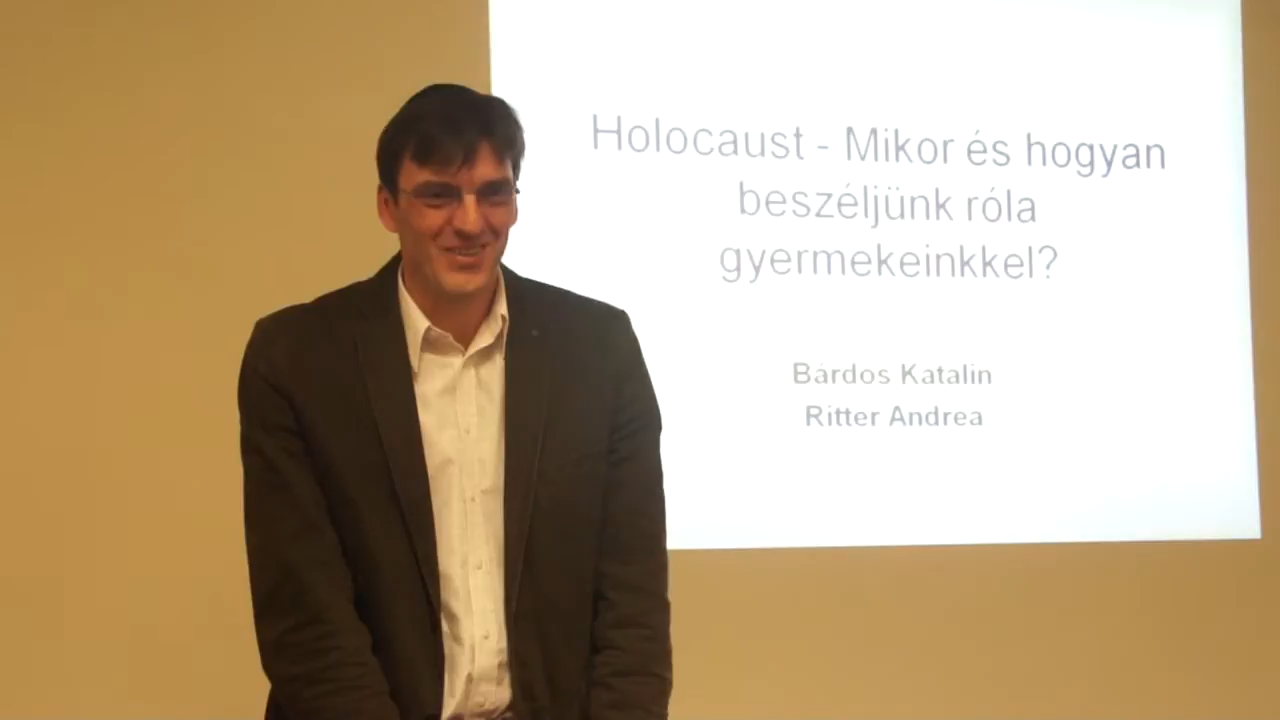 Holocaust - Mikor és hogyan
beszéljünk róla
gyermekeinkkel?
Bárdos Katalin
Ritter Andrea